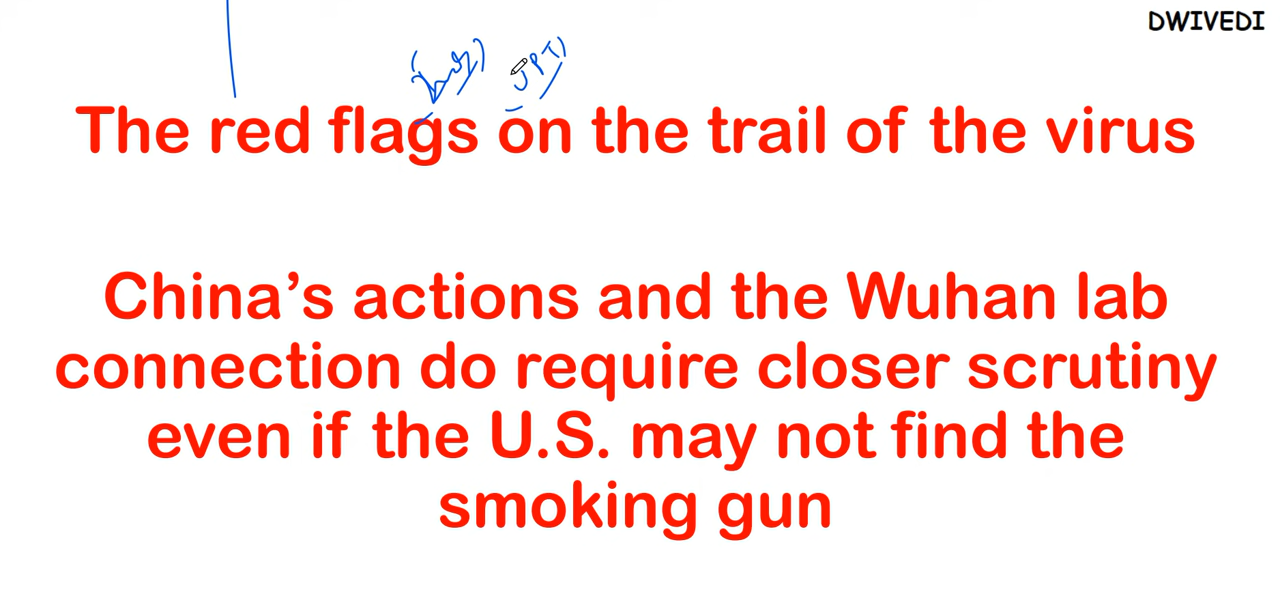 DWIVEDI
The red flags on the trail of the virus
China’s actions and the Wuhan lab
connection do require closer scrutiny
even if the U.S. may not find the
smoking gun